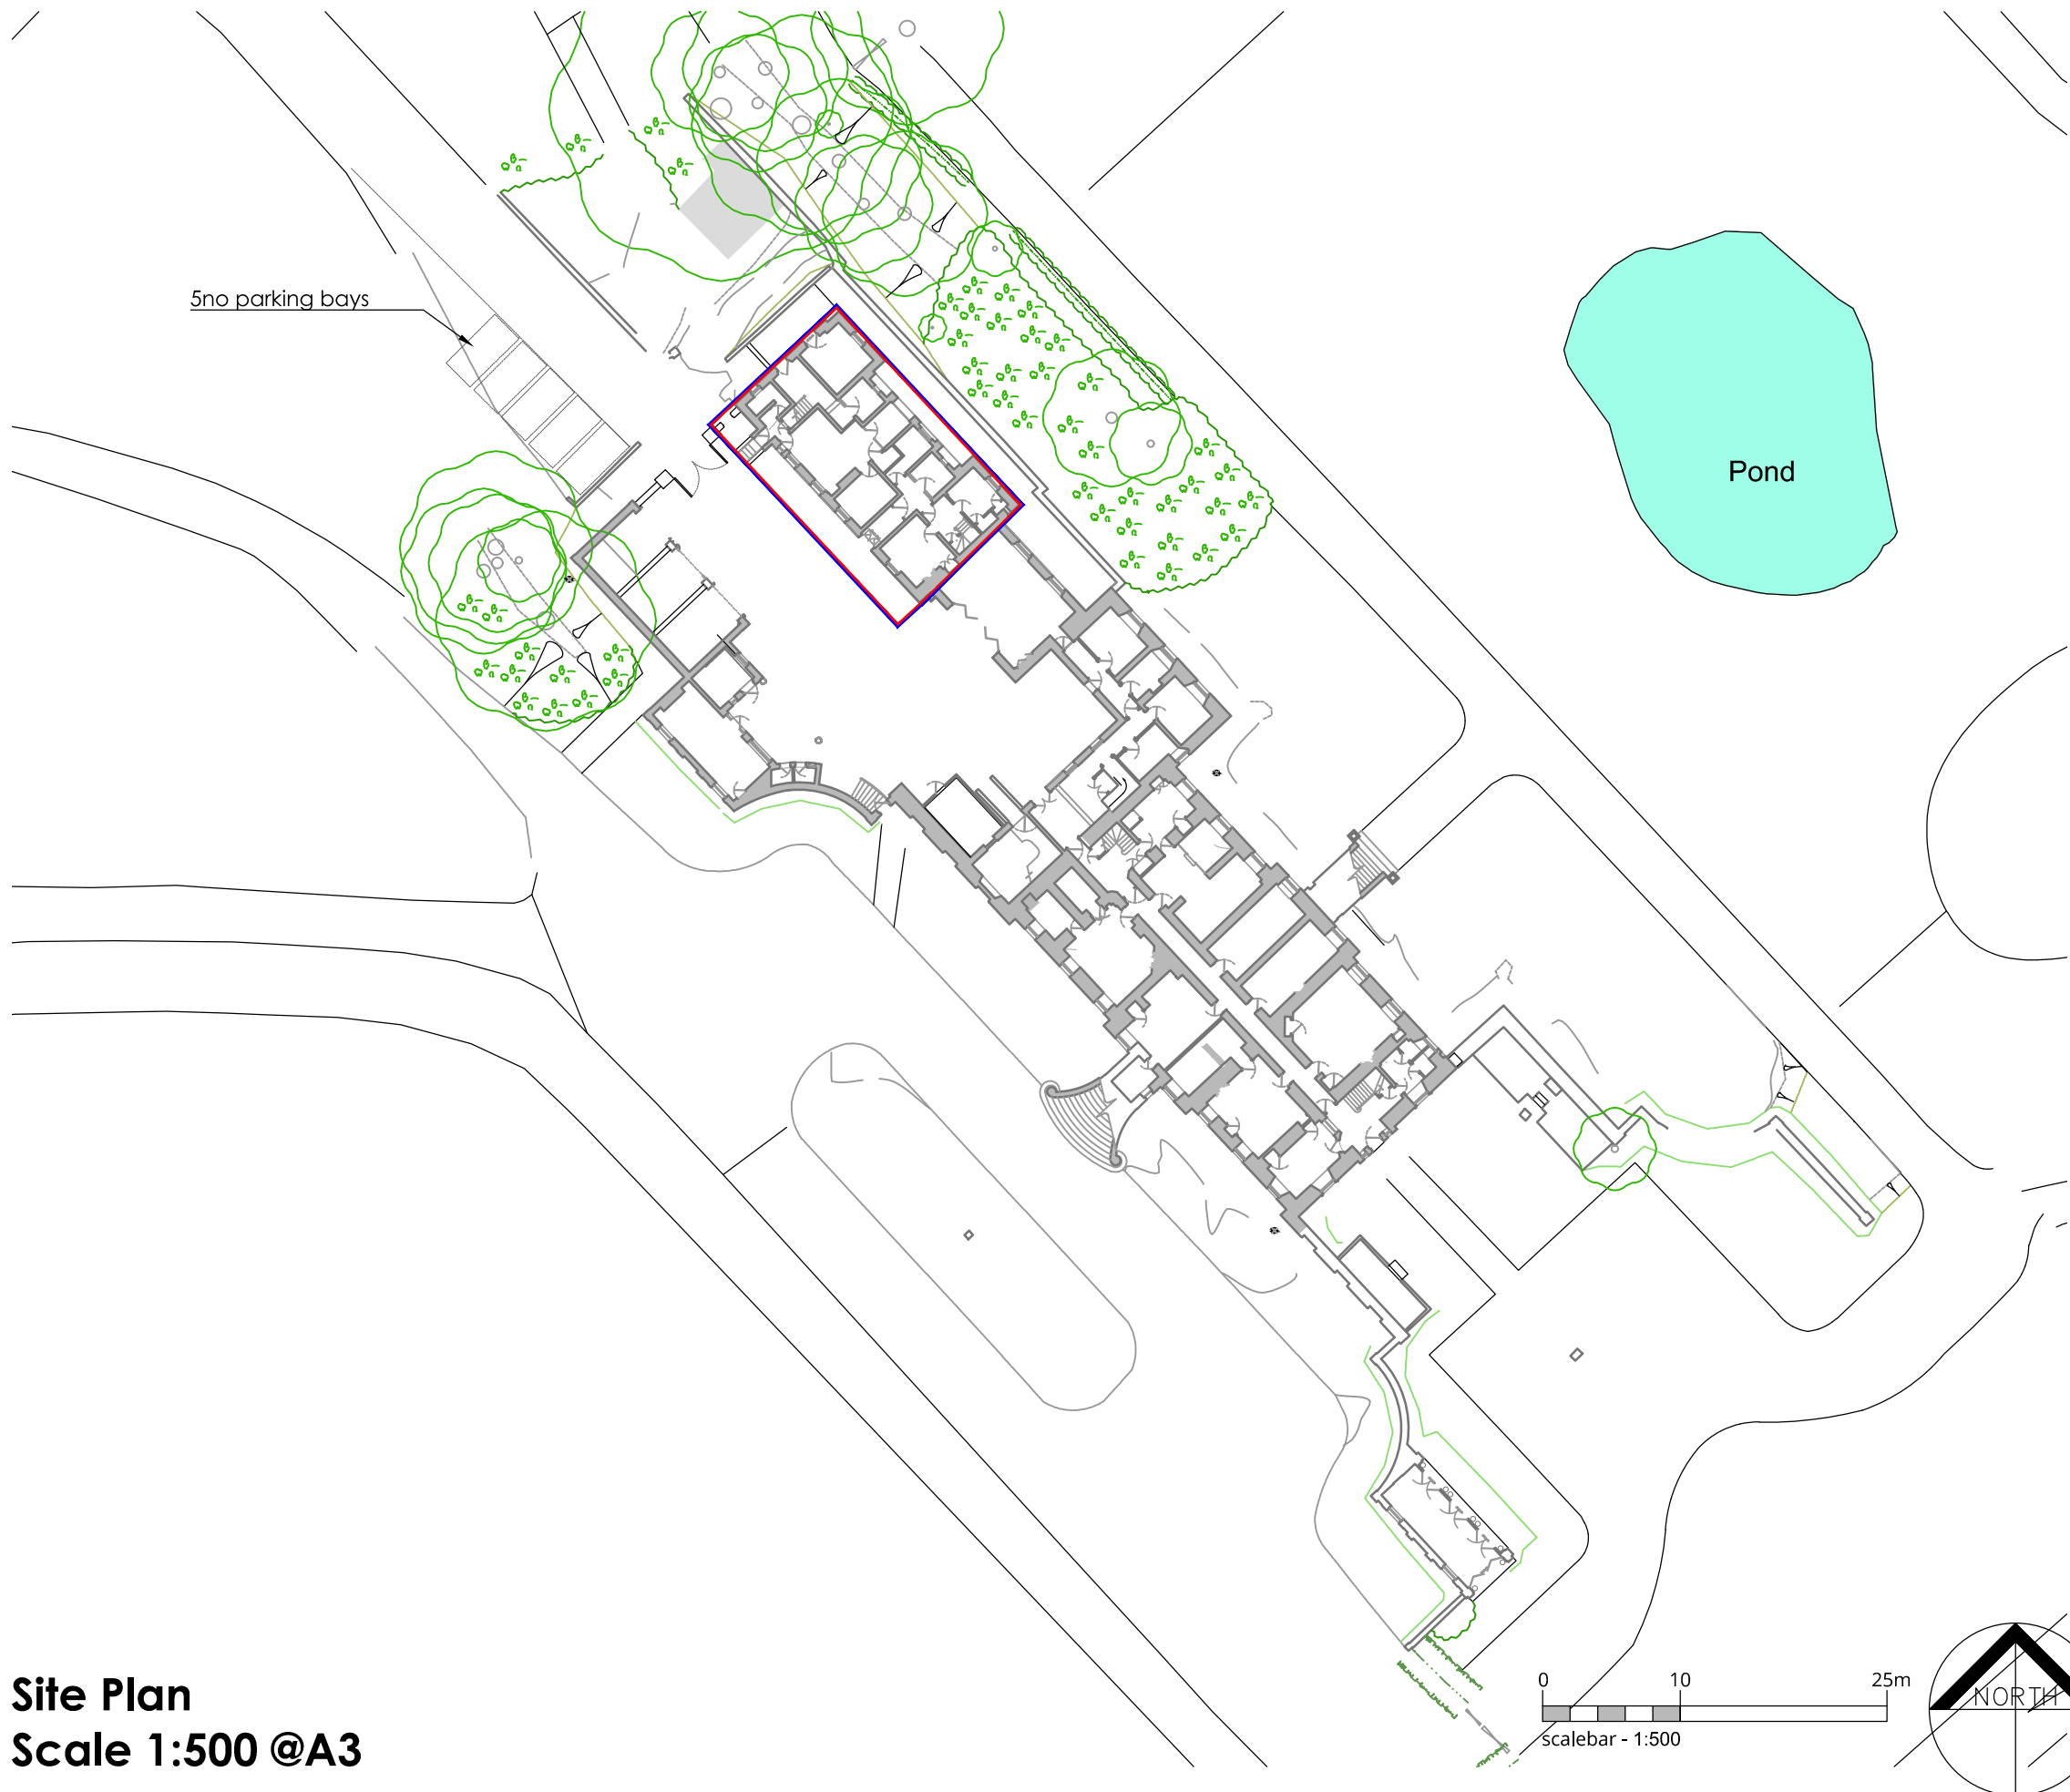 5no parking bays
Pond
Site Plan
Scale 1:500 @A3
0 10 25m
scalebar - 1:500
NORTH